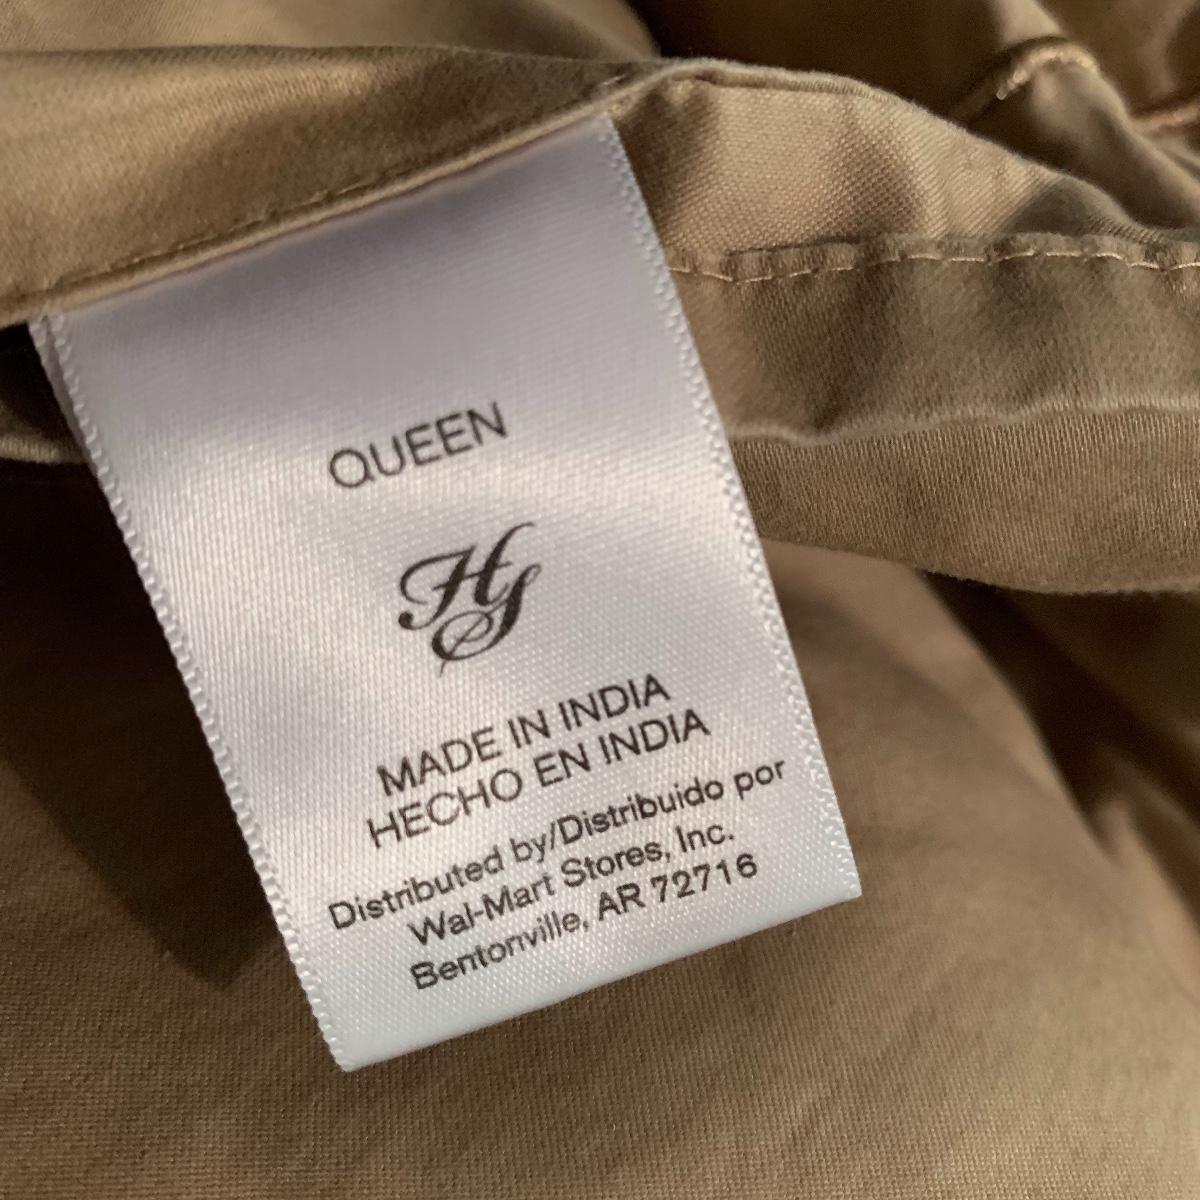 QUEEN
HS
MADE IN INDIA
HECHO EN INDIA
Distributed by/Distribuido por
Wal-Mart Stores, Inc.
Bentonville, AR 72716